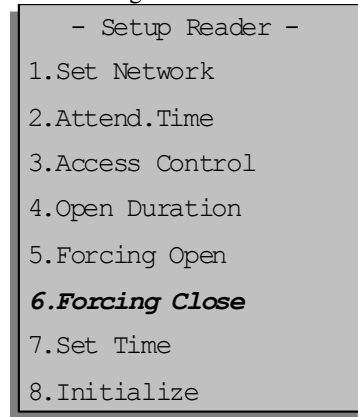 - Setup Reader -
1.Set Network
2.Attend.Time
3.Access Control
4.Open Duration
5.Forcing Open
6.Forcing Close
7.Set Time
8.Initialize